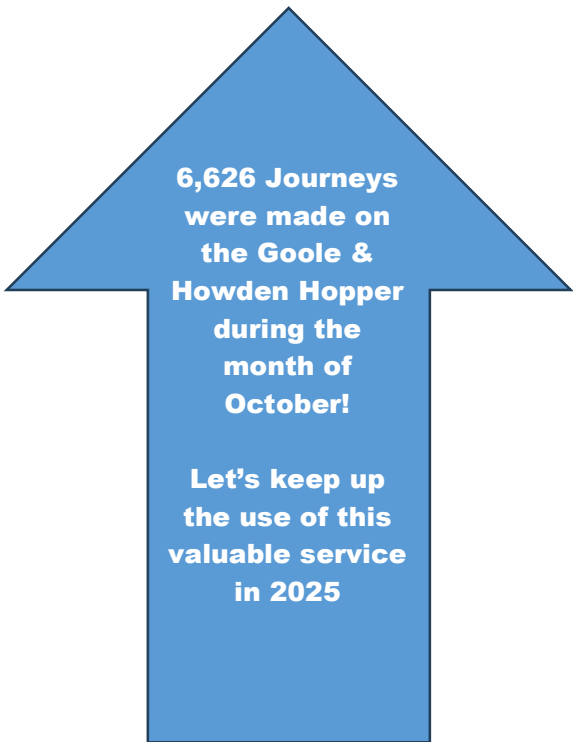 6,626 Journeys
were made on
the Goole &
Howden Hopper
during the
month of
October!
Let’s keep up
the use of this
valuable service
in 2025